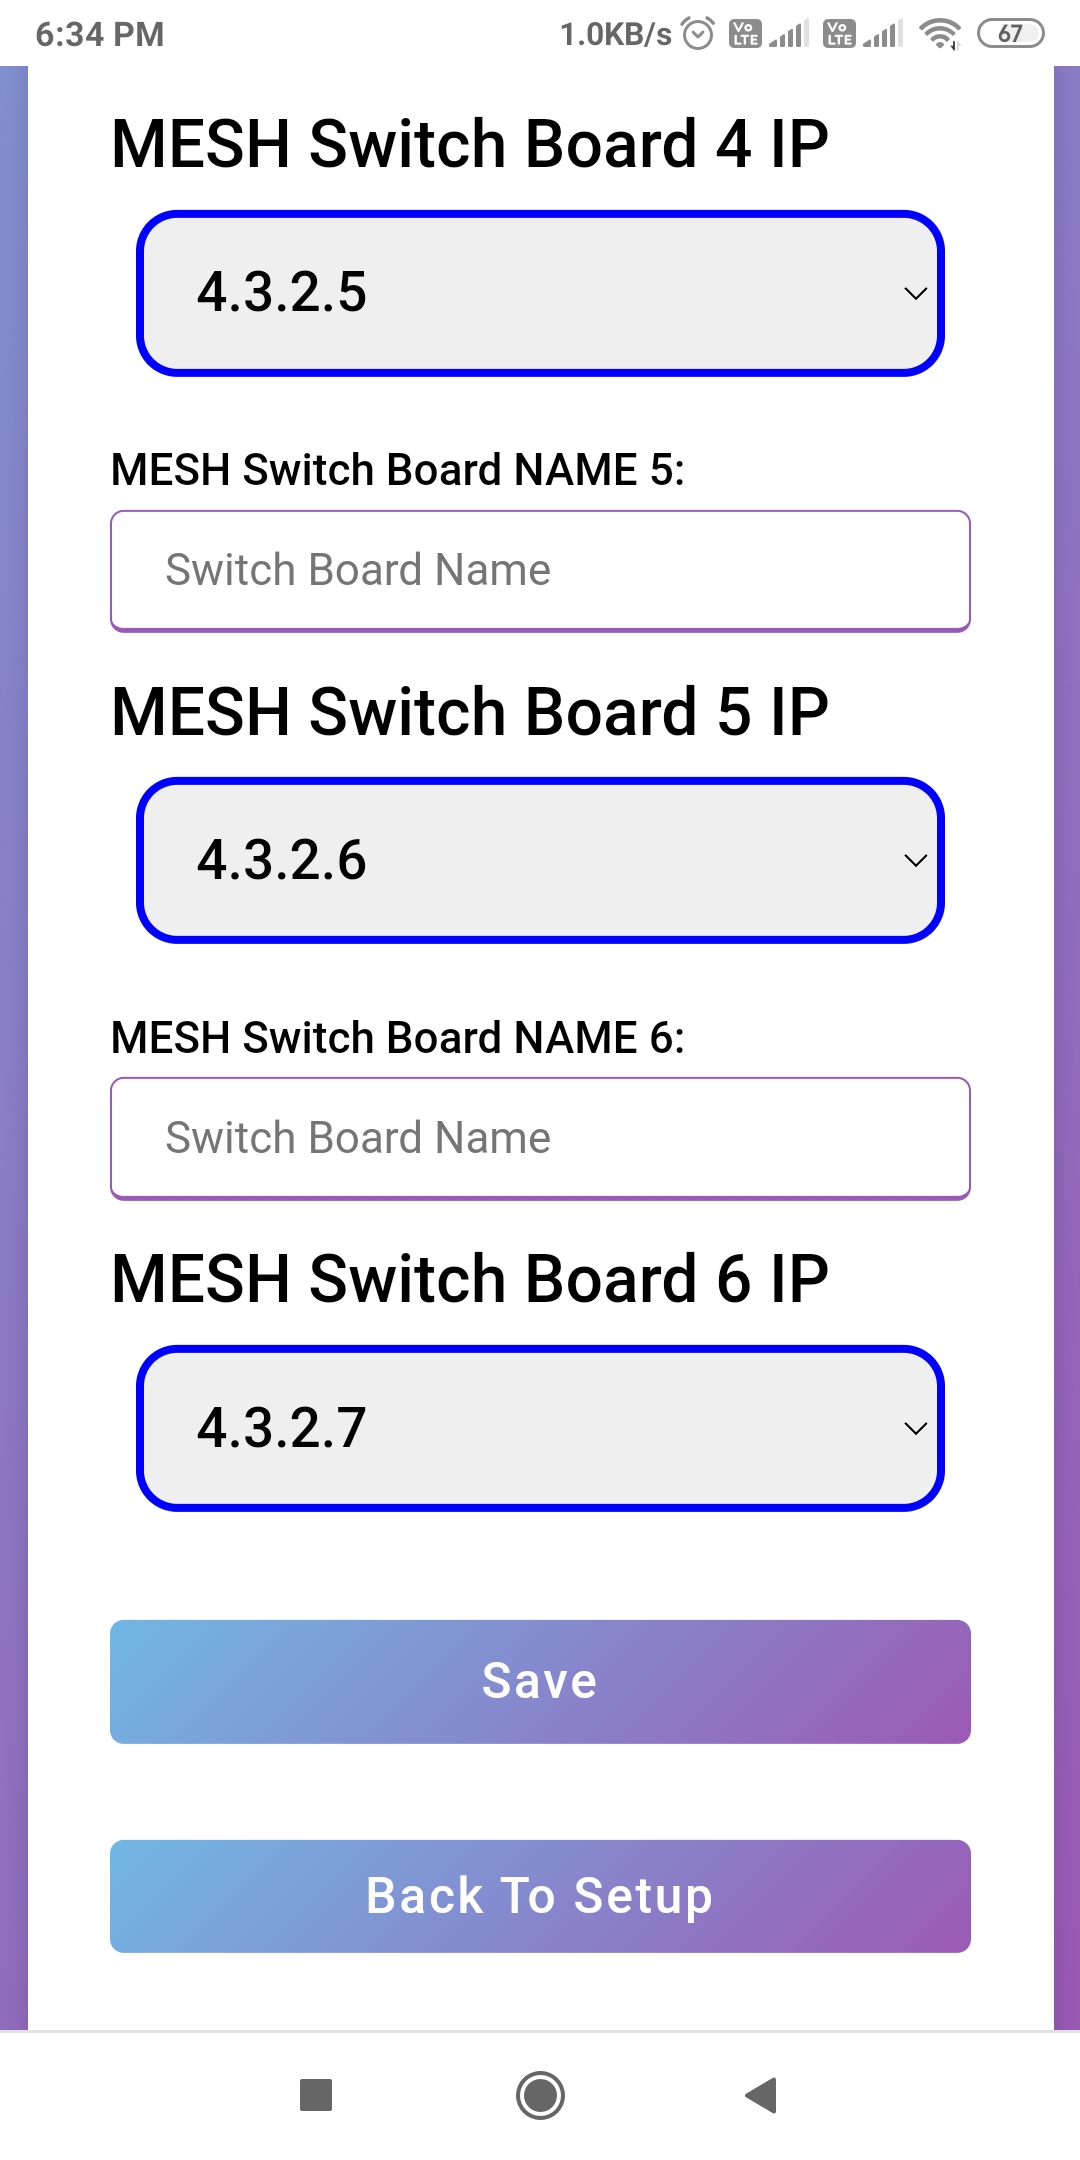 6:34 PM 1.0KB/s Vo LTE Vo LTE 67
MESH Switch Board 4 IP
4.3.2.5
MESH Switch Board NAME 5:
Switch Board Name
MESH Switch Board 5 IP
4.3.2.6
MESH Switch Board NAME 6:
Switch Board Name
MESH Switch Board 6 IP
4.3.2.7
Save
Back To Setup